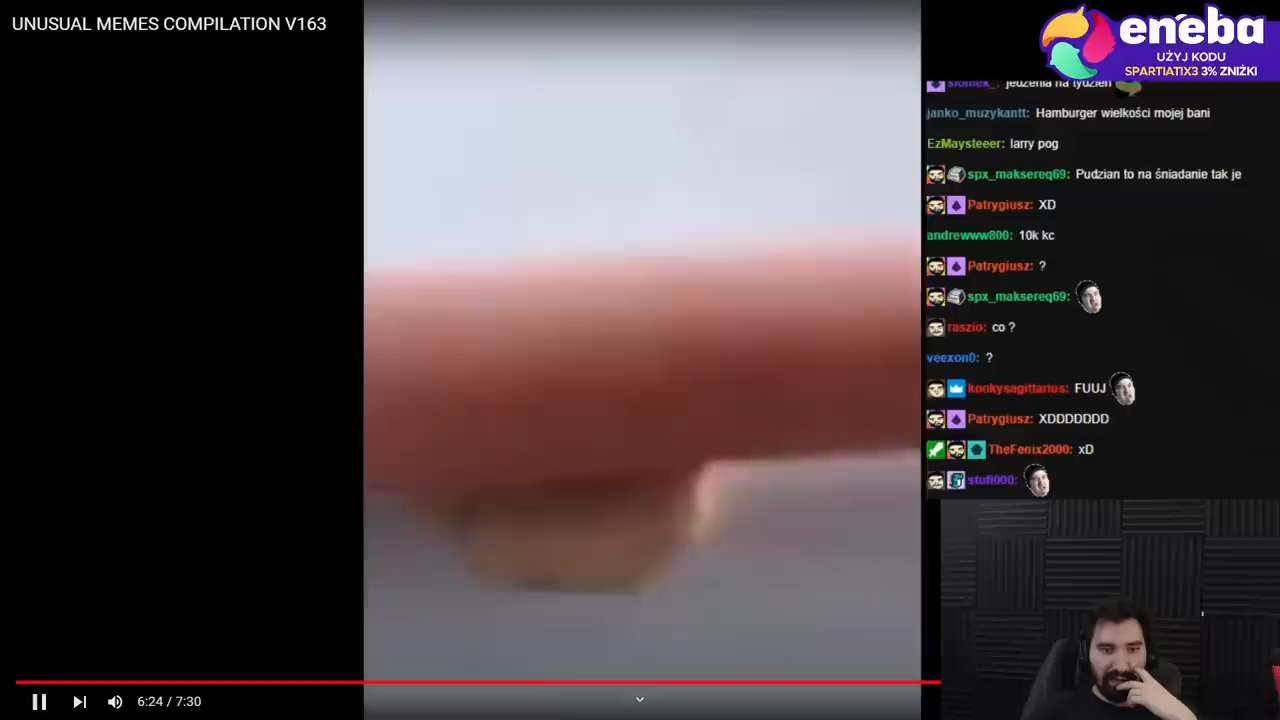 UNUSUAL MEMES COMPILATION V163
eneba
UŻYJ KODU
SPARTIATIX3 3% ZNIŻKI
jedzenia na tydzień
janko_muzykantt: Hamburger wielkości mojej bani
EzMaysteeer: larry pog
spx_maksereq69: Pudzian to na śniadanie tak je
Patrygiusz: XD
andrewww800: 10k kc
Patrygiusz: ?
spx_maksereq69:
raszio: co ?
veexon0: ?
kookysagittarius: FUUJ
Patrygiusz: XDDDDDDD
TheFenix2000: xD
stufi000:
6:24 / 7:30